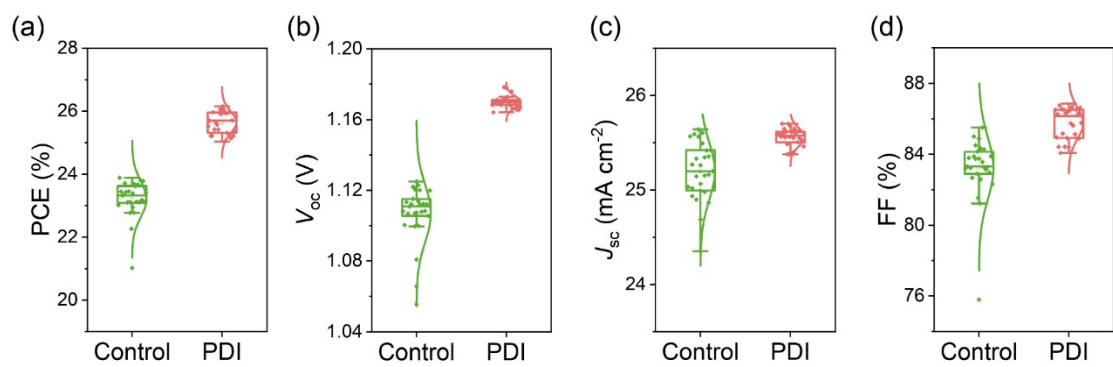 (a)
PCE (%)
28
26
24
22
20
Control PDI
(b)
Voc (V)
1.20
1.16
1.12
1.08
1.04
Control PDI
(c)
Jsc (mA cm-2)
26
25
24
Control PDI
(d)
FF (%)
88
84
80
76
Control PDI